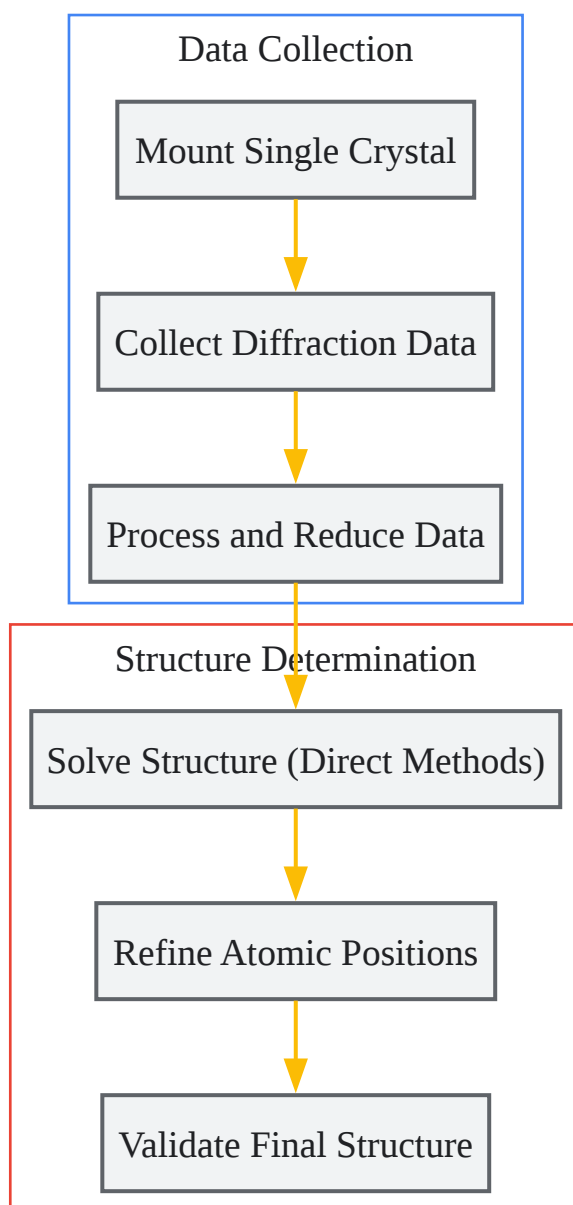 Data Collection
Mount Single Crystal
Collect Diffraction Data
Process and Reduce Data
Structure Determination
Solve Structure (Direct Methods)
Refine Atomic Positions
Validate Final Structure